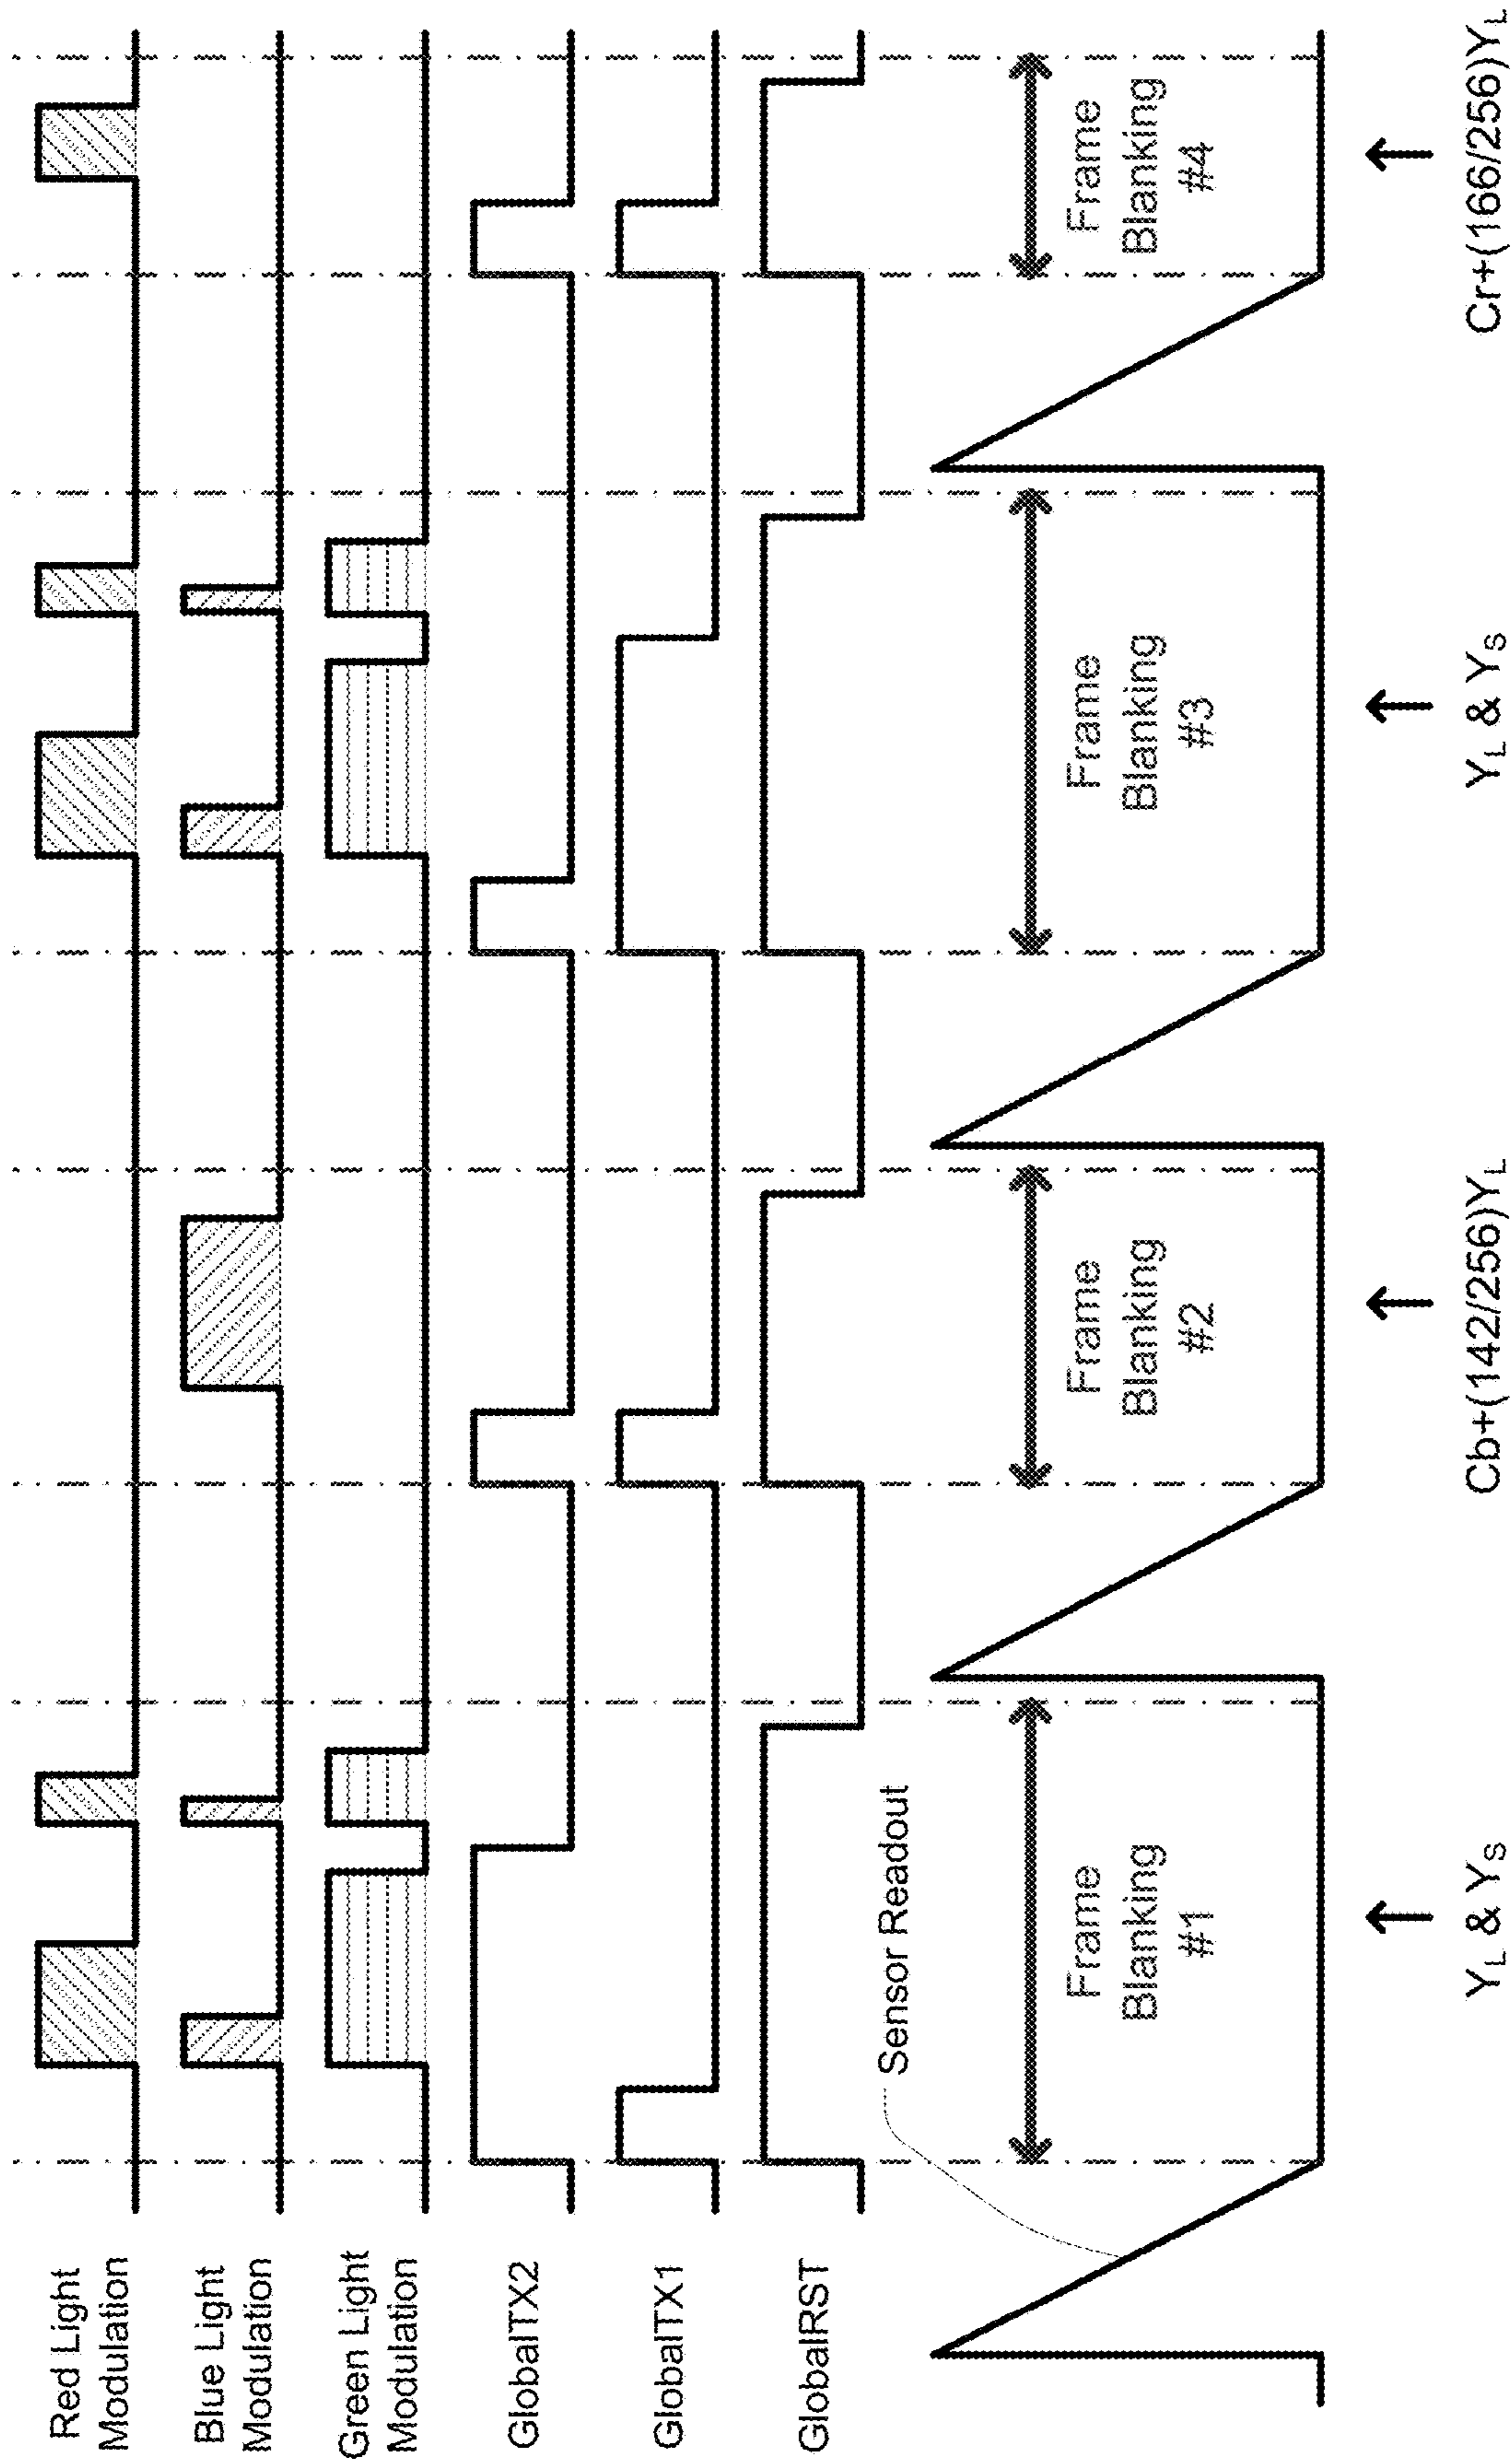 Red Light
Modulation
Blue Light
Modulation
Green Light
Modulation
GlobalTX2
GlobalTX1
GlobalRST
Sensor Readout
Frame
Blanking
#1
Frame
Blanking
#2
Frame
Blanking
#3
Frame
Blanking
#4
YL & YS
Cb+(142/256)YL
YL & YS
Cr+(166/256)YL